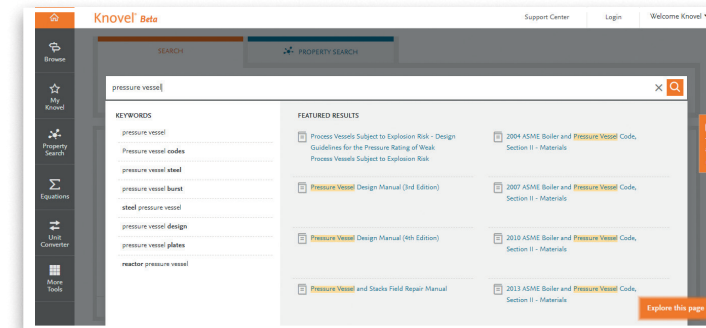 Knovel® Beta
Support Center
Login
Welcome Knovel
Browse
My
Knovel
Property
Search
Equations
Unit
Converter
More
Tools
SEARCH
PROPERTY SEARCH
pressure vessel
KEYWORDS
pressure vessel
Pressure vessel codes
pressure vessel steel
pressure vessel burst
steel pressure vessel
pressure vessel design
pressure vessel plates
reactor pressure vessel
FEATURED RESULTS
Process Vessels Subject to Explosion Risk - Design
Guidelines for the Pressure Rating of Weak
Process Vessels Subject to Explosion Risk
Pressure Vessel Design Manual (3rd Edition)
Pressure Vessel Design Manual (4th Edition)
Pressure Vessel and Stacks Field Repair Manual
2004 ASME Boiler and Pressure Vessel Code,
Section II - Materials
2007 ASME Boiler and Pressure Vessel Code,
Section II - Materials
2010 ASME Boiler and Pressure Vessel Code,
Section II - Materials
2013 ASME Boiler and Pressure Vessel Code,
Section II - Materials
Explore this page